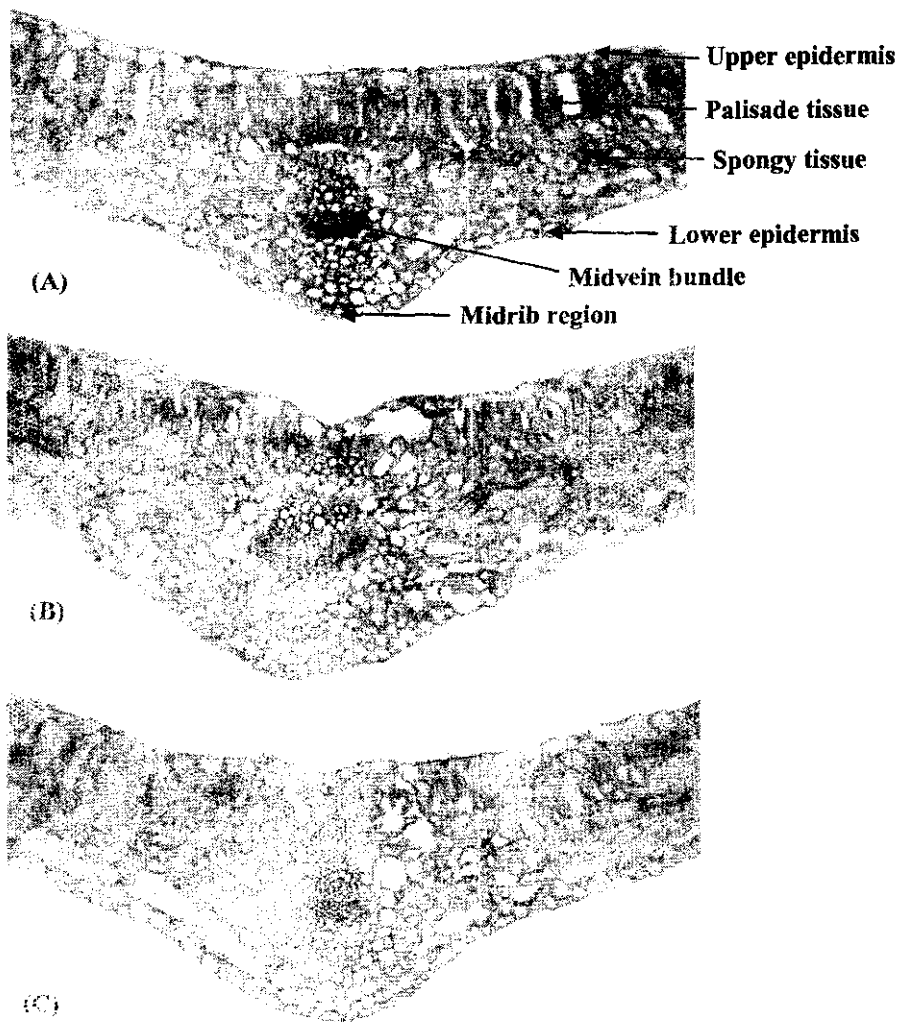 Upper epidermis
Palisade tissue
Spongy tissue
Lower epidermis
Midvein bundle
(A)
Midrib region
(B)
(C)